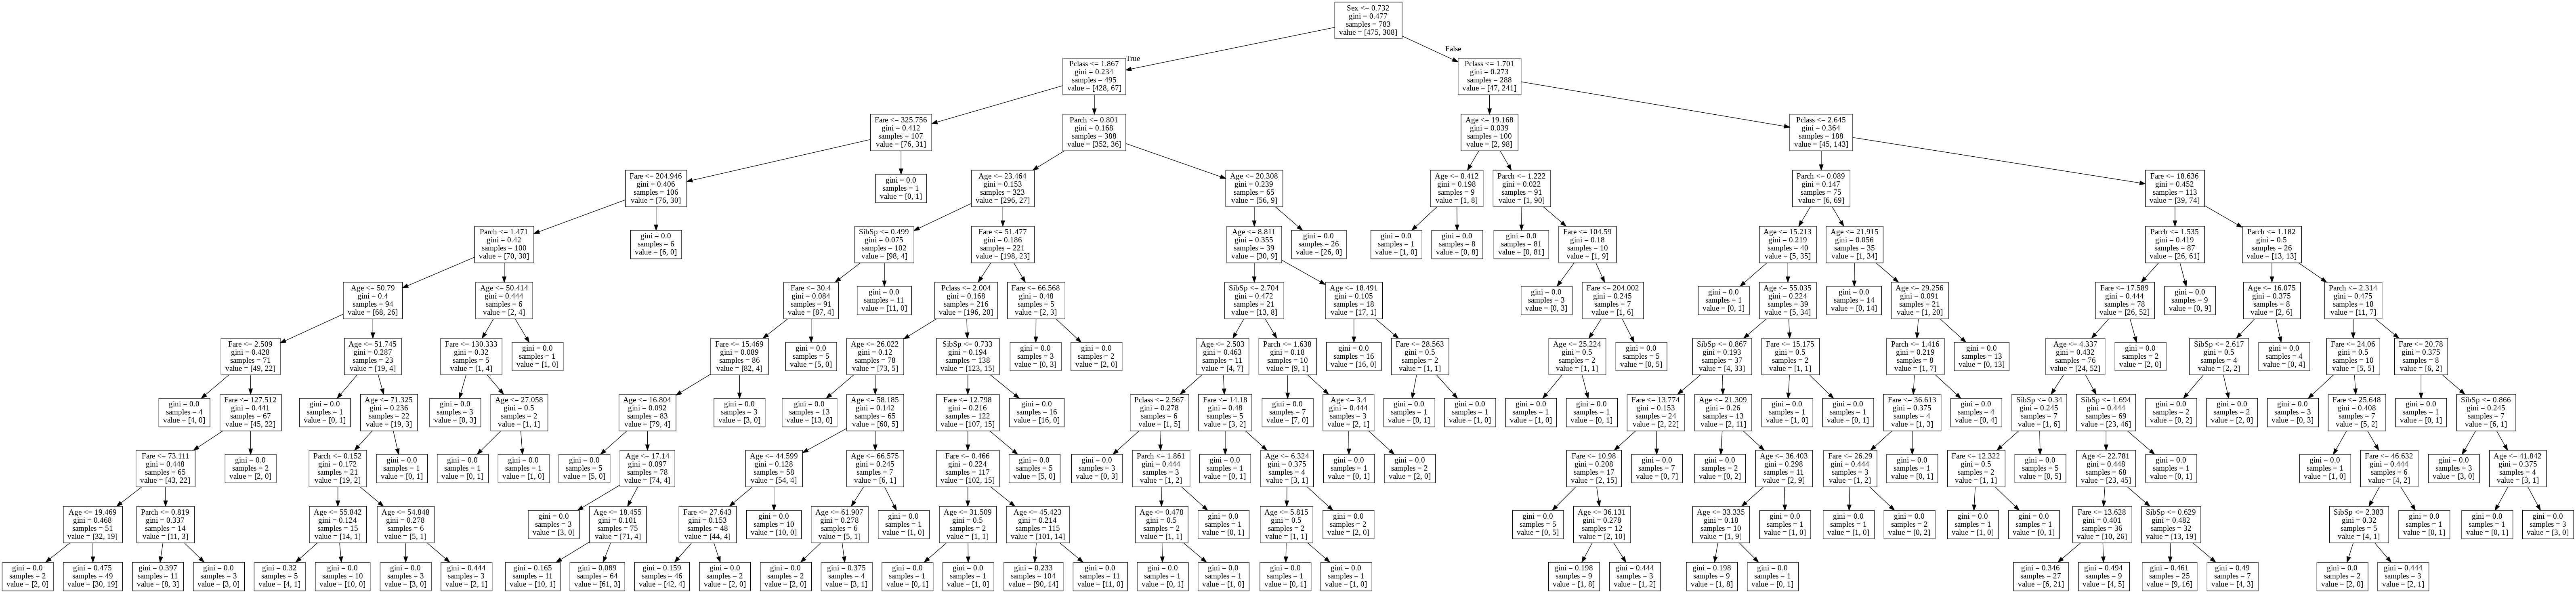 Sex <= 0.732
gini = 0.477
samples = 783
value = [475, 308]
True
False
Pclass <= 1.867
gini = 0.234
samples = 495
value = [428, 67]
Pclass <= 1.701
gini = 0.273
samples = 288
value = [47, 241]
Fare <= 325.756
gini = 0.412
samples = 107
value = [76, 31]
Parch <= 0.801
gini = 0.168
samples = 388
value = [352, 36]
Age <= 19.168
gini = 0.039
samples = 100
value = [2, 98]
Pclass <= 2.645
gini = 0.364
samples = 188
value = [45, 143]
Fare <= 204.946
gini = 0.406
samples = 106
value = [76, 30]
gini = 0.0
samples = 1
value = [0, 1]
Age <= 23.464
gini = 0.153
samples = 323
value = [296, 27]
Age <= 20.308
gini = 0.239
samples = 65
value = [56, 9]
Age <= 8.412
gini = 0.198
samples = 9
value = [1, 8]
Parch <= 1.222
gini = 0.022
samples = 91
value = [1, 90]
Parch <= 0.089
gini = 0.147
samples = 75
value = [6, 69]
Fare <= 18.636
gini = 0.452
samples = 113
value = [39, 74]
Parch <= 1.471
gini = 0.42
samples = 100
value = [70, 30]
gini = 0.0
samples = 6
value = [6, 0]
SibSp <= 0.499
gini = 0.075
samples = 102
value = [98, 4]
Fare <= 51.477
gini = 0.186
samples = 221
value = [198, 23]
Age <= 8.811
gini = 0.355
samples = 39
value = [30, 9]
gini = 0.0
samples = 26
value = [26, 0]
gini = 0.0
samples = 1
value = [1, 0]
gini = 0.0
samples = 8
value = [0, 8]
gini = 0.0
samples = 81
value = [0, 81]
Fare <= 104.59
gini = 0.18
samples = 10
value = [1, 9]
Age <= 15.213
gini = 0.219
samples = 40
value = [5, 35]
Age <= 21.915
gini = 0.056
samples = 35
value = [1, 34]
Parch <= 1.535
gini = 0.419
samples = 87
value = [26, 61]
Parch <= 1.182
gini = 0.5
samples = 26
value = [13, 13]
Age <= 50.79
gini = 0.4
samples = 94
value = [68, 26]
Age <= 50.414
gini = 0.444
samples = 6
value = [2, 4]
Fare <= 30.4
gini = 0.084
samples = 91
value = [87, 4]
gini = 0.0
samples = 11
value = [11, 0]
Pclass <= 2.004
gini = 0.168
samples = 216
value = [196, 20]
Fare <= 66.568
gini = 0.48
samples = 5
value = [2, 3]
SibSp <= 2.704
gini = 0.472
samples = 21
value = [13, 8]
Age <= 18.491
gini = 0.105
samples = 18
value = [17, 1]
gini = 0.0
samples = 3
value = [0, 3]
Fare <= 204.002
gini = 0.245
samples = 7
value = [1, 6]
gini = 0.0
samples = 1
value = [0, 1]
Age <= 55.035
gini = 0.224
samples = 39
value = [5, 34]
gini = 0.0
samples = 14
value = [0, 14]
Age <= 29.256
gini = 0.091
samples = 21
value = [1, 20]
Fare <= 17.589
gini = 0.444
samples = 78
value = [26, 52]
gini = 0.0
samples = 9
value = [0, 9]
Age <= 16.075
gini = 0.375
samples = 8
value = [2, 6]
Parch <= 2.314
gini = 0.475
samples = 18
value = [11, 7]
Fare <= 2.509
gini = 0.428
samples = 71
value = [49, 22]
Age <= 51.745
gini = 0.287
samples = 23
value = [19, 4]
Fare <= 130.333
gini = 0.32
samples = 5
value = [1, 4]
gini = 0.0
samples = 1
value = [1, 0]
Fare <= 15.469
gini = 0.089
samples = 86
value = [82, 4]
gini = 0.0
samples = 5
value = [5, 0]
Age <= 26.022
gini = 0.12
samples = 78
value = [73, 5]
SibSp <= 0.733
gini = 0.194
samples = 138
value = [123, 15]
gini = 0.0
samples = 3
value = [0, 3]
gini = 0.0
samples = 2
value = [2, 0]
Age <= 2.503
gini = 0.463
samples = 11
value = [4, 7]
Parch <= 1.638
gini = 0.18
samples = 10
value = [9, 1]
gini = 0.0
samples = 16
value = [16, 0]
Fare <= 28.563
gini = 0.5
samples = 2
value = [1, 1]
Age <= 25.224
gini = 0.5
samples = 2
value = [1, 1]
gini = 0.0
samples = 5
value = [0, 5]
SibSp <= 0.867
gini = 0.193
samples = 37
value = [4, 33]
Fare <= 15.175
gini = 0.5
samples = 2
value = [1, 1]
Parch <= 1.416
gini = 0.219
samples = 8
value = [1, 7]
gini = 0.0
samples = 13
value = [0, 13]
Age <= 4.337
gini = 0.432
samples = 76
value = [24, 52]
gini = 0.0
samples = 2
value = [2, 0]
SibSp <= 2.617
gini = 0.5
samples = 4
value = [2, 2]
gini = 0.0
samples = 4
value = [0, 4]
Fare <= 24.06
gini = 0.5
samples = 10
value = [5, 5]
Fare <= 20.78
gini = 0.375
samples = 8
value = [6, 2]
gini = 0.0
samples = 4
value = [4, 0]
Fare <= 127.512
gini = 0.441
samples = 67
value = [45, 22]
gini = 0.0
samples = 1
value = [0, 1]
Age <= 71.325
gini = 0.236
samples = 22
value = [19, 3]
gini = 0.0
samples = 3
value = [0, 3]
Age <= 27.058
gini = 0.5
samples = 2
value = [1, 1]
Age <= 16.804
gini = 0.092
samples = 83
value = [79, 4]
gini = 0.0
samples = 3
value = [3, 0]
gini = 0.0
samples = 13
value = [13, 0]
Age <= 58.185
gini = 0.142
samples = 65
value = [60, 5]
Fare <= 12.798
gini = 0.216
samples = 122
value = [107, 15]
gini = 0.0
samples = 16
value = [16, 0]
Pclass <= 2.567
gini = 0.278
samples = 6
value = [1, 5]
Fare <= 14.18
gini = 0.48
samples = 5
value = [3, 2]
gini = 0.0
samples = 7
value = [7, 0]
Age <= 3.4
gini = 0.444
samples = 3
value = [2, 1]
gini = 0.0
samples = 1
value = [0, 1]
gini = 0.0
samples = 1
value = [1, 0]
gini = 0.0
samples = 1
value = [1, 0]
gini = 0.0
samples = 1
value = [0, 1]
Fare <= 13.774
gini = 0.153
samples = 24
value = [2, 22]
Age <= 21.309
gini = 0.26
samples = 13
value = [2, 11]
gini = 0.0
samples = 1
value = [1, 0]
gini = 0.0
samples = 1
value = [0, 1]
Fare <= 36.613
gini = 0.375
samples = 4
value = [1, 3]
gini = 0.0
samples = 4
value = [0, 4]
SibSp <= 0.34
gini = 0.245
samples = 7
value = [1, 6]
SibSp <= 1.694
gini = 0.444
samples = 69
value = [23, 46]
gini = 0.0
samples = 2
value = [0, 2]
gini = 0.0
samples = 2
value = [2, 0]
gini = 0.0
samples = 3
value = [0, 3]
Fare <= 25.648
gini = 0.408
samples = 7
value = [5, 2]
gini = 0.0
samples = 1
value = [0, 1]
SibSp <= 0.866
gini = 0.245
samples = 7
value = [6, 1]
Fare <= 73.111
gini = 0.448
samples = 65
value = [43, 22]
gini = 0.0
samples = 2
value = [2, 0]
Parch <= 0.152
gini = 0.172
samples = 21
value = [19, 2]
gini = 0.0
samples = 1
value = [0, 1]
gini = 0.0
samples = 1
value = [0, 1]
gini = 0.0
samples = 1
value = [1, 0]
gini = 0.0
samples = 5
value = [5, 0]
Age <= 17.14
gini = 0.097
samples = 78
value = [74, 4]
Age <= 44.599
gini = 0.128
samples = 58
value = [54, 4]
Age <= 66.575
gini = 0.245
samples = 7
value = [6, 1]
Fare <= 0.466
gini = 0.224
samples = 117
value = [102, 15]
gini = 0.0
samples = 5
value = [5, 0]
gini = 0.0
samples = 3
value = [0, 3]
Parch <= 1.861
gini = 0.444
samples = 3
value = [1, 2]
gini = 0.0
samples = 1
value = [0, 1]
Age <= 6.324
gini = 0.375
samples = 4
value = [3, 1]
gini = 0.0
samples = 1
value = [0, 1]
gini = 0.0
samples = 2
value = [2, 0]
Fare <= 10.98
gini = 0.208
samples = 17
value = [2, 15]
gini = 0.0
samples = 7
value = [0, 7]
gini = 0.0
samples = 2
value = [0, 2]
Age <= 36.403
gini = 0.298
samples = 11
value = [2, 9]
Fare <= 26.29
gini = 0.444
samples = 3
value = [1, 2]
gini = 0.0
samples = 1
value = [0, 1]
Fare <= 12.322
gini = 0.5
samples = 2
value = [1, 1]
gini = 0.0
samples = 5
value = [0, 5]
Age <= 22.781
gini = 0.448
samples = 68
value = [23, 45]
gini = 0.0
samples = 1
value = [0, 1]
gini = 0.0
samples = 1
value = [1, 0]
Fare <= 46.632
gini = 0.444
samples = 6
value = [4, 2]
gini = 0.0
samples = 3
value = [3, 0]
Age <= 41.842
gini = 0.375
samples = 4
value = [3, 1]
Age <= 19.469
gini = 0.468
samples = 51
value = [32, 19]
Parch <= 0.819
gini = 0.337
samples = 14
value = [11, 3]
Age <= 55.842
gini = 0.124
samples = 15
value = [14, 1]
Age <= 54.848
gini = 0.278
samples = 6
value = [5, 1]
gini = 0.0
samples = 3
value = [3, 0]
Age <= 18.455
gini = 0.101
samples = 75
value = [71, 4]
Fare <= 27.643
gini = 0.153
samples = 48
value = [44, 4]
gini = 0.0
samples = 10
value = [10, 0]
Age <= 61.907
gini = 0.278
samples = 6
value = [5, 1]
gini = 0.0
samples = 1
value = [1, 0]
Age <= 31.509
gini = 0.5
samples = 2
value = [1, 1]
Age <= 45.423
gini = 0.214
samples = 115
value = [101, 14]
Age <= 0.478
gini = 0.5
samples = 2
value = [1, 1]
gini = 0.0
samples = 1
value = [0, 1]
Age <= 5.815
gini = 0.5
samples = 2
value = [1, 1]
gini = 0.0
samples = 2
value = [2, 0]
gini = 0.0
samples = 5
value = [0, 5]
Age <= 36.131
gini = 0.278
samples = 12
value = [2, 10]
Age <= 33.335
gini = 0.18
samples = 10
value = [1, 9]
gini = 0.0
samples = 1
value = [1, 0]
gini = 0.0
samples = 1
value = [1, 0]
gini = 0.0
samples = 2
value = [0, 2]
gini = 0.0
samples = 1
value = [1, 0]
gini = 0.0
samples = 1
value = [0, 1]
Fare <= 13.628
gini = 0.401
samples = 36
value = [10, 26]
SibSp <= 0.629
gini = 0.482
samples = 32
value = [13, 19]
SibSp <= 2.383
gini = 0.32
samples = 5
value = [4, 1]
gini = 0.0
samples = 1
value = [0, 1]
gini = 0.0
samples = 1
value = [0, 1]
gini = 0.0
samples = 3
value = [3, 0]
gini = 0.0
samples = 2
value = [2, 0]
gini = 0.475
samples = 49
value = [30, 19]
gini = 0.397
samples = 11
value = [8, 3]
gini = 0.0
samples = 3
value = [3, 0]
gini = 0.32
samples = 5
value = [4, 1]
gini = 0.0
samples = 10
value = [10, 0]
gini = 0.0
samples = 3
value = [3, 0]
gini = 0.444
samples = 3
value = [2, 1]
gini = 0.165
samples = 11
value = [10, 1]
gini = 0.089
samples = 64
value = [61, 3]
gini = 0.159
samples = 46
value = [42, 4]
gini = 0.0
samples = 2
value = [2, 0]
gini = 0.0
samples = 2
value = [2, 0]
gini = 0.375
samples = 4
value = [3, 1]
gini = 0.0
samples = 1
value = [0, 1]
gini = 0.0
samples = 1
value = [1, 0]
gini = 0.233
samples = 104
value = [90, 14]
gini = 0.0
samples = 11
value = [11, 0]
gini = 0.0
samples = 1
value = [0, 1]
gini = 0.0
samples = 1
value = [1, 0]
gini = 0.0
samples = 1
value = [0, 1]
gini = 0.0
samples = 1
value = [1, 0]
gini = 0.198
samples = 9
value = [1, 8]
gini = 0.444
samples = 3
value = [1, 2]
gini = 0.198
samples = 9
value = [1, 8]
gini = 0.0
samples = 1
value = [0, 1]
gini = 0.346
samples = 27
value = [6, 21]
gini = 0.494
samples = 9
value = [4, 5]
gini = 0.461
samples = 25
value = [9, 16]
gini = 0.49
samples = 7
value = [4, 3]
gini = 0.0
samples = 2
value = [2, 0]
gini = 0.444
samples = 3
value = [2, 1]